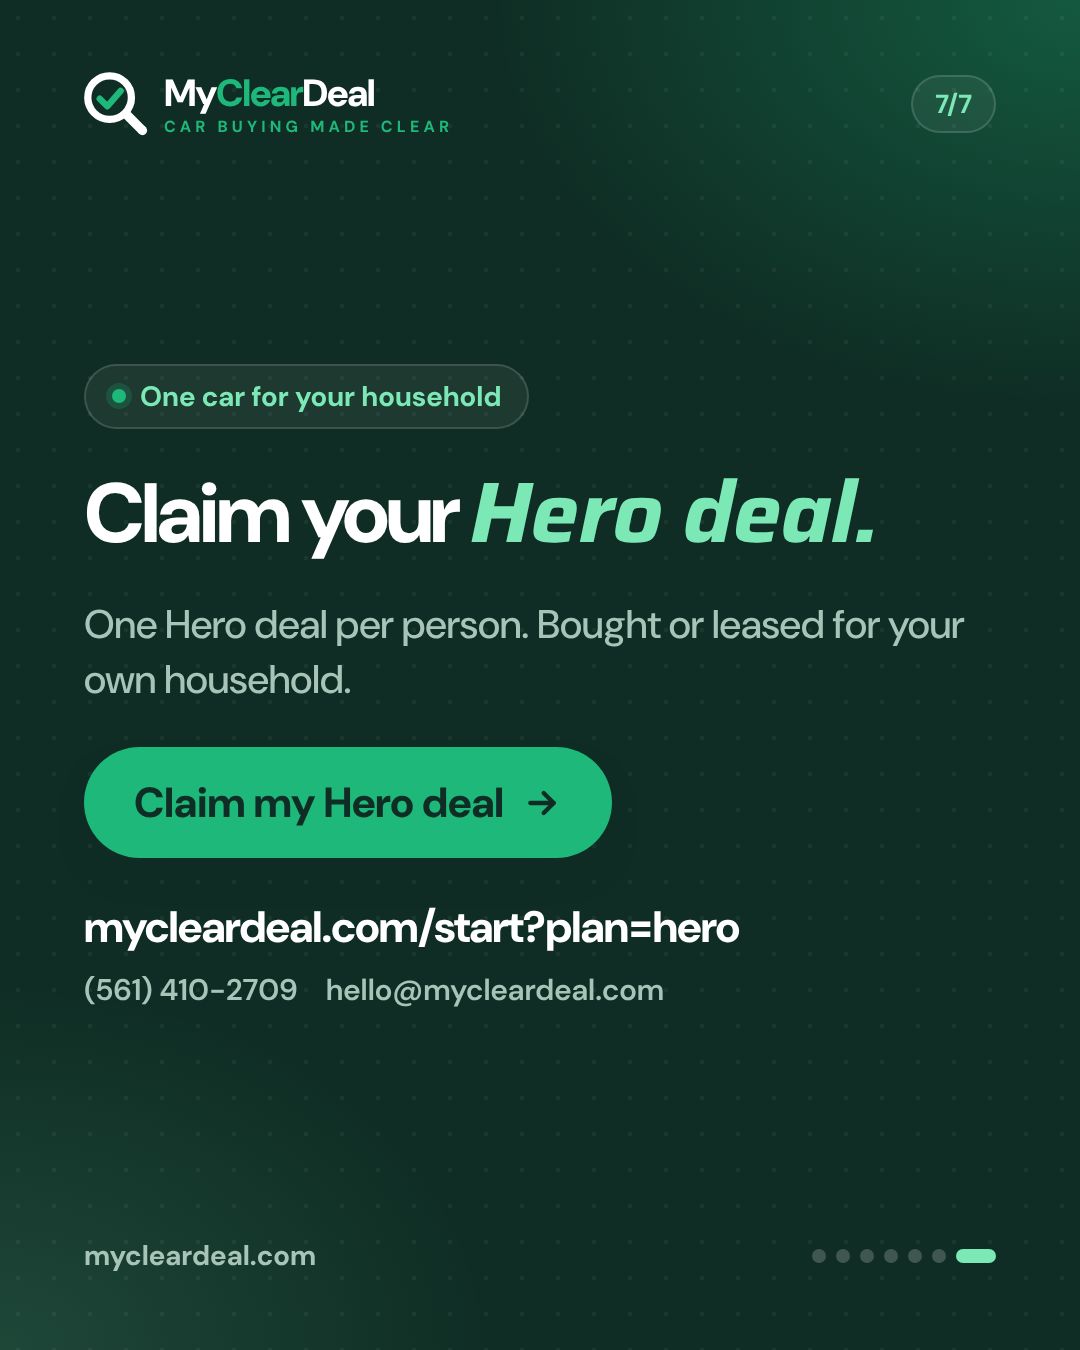 MyClearDeal
CAR BUYING MADE CLEAR
7/7
One car for your household
Claim your Hero deal.
One Hero deal per person. Bought or leased for your
own household.
Claim my Hero deal →
mycleardeal.com/start?plan=hero
(561) 410-2709 hello@mycleardeal.com
mycleardeal.com